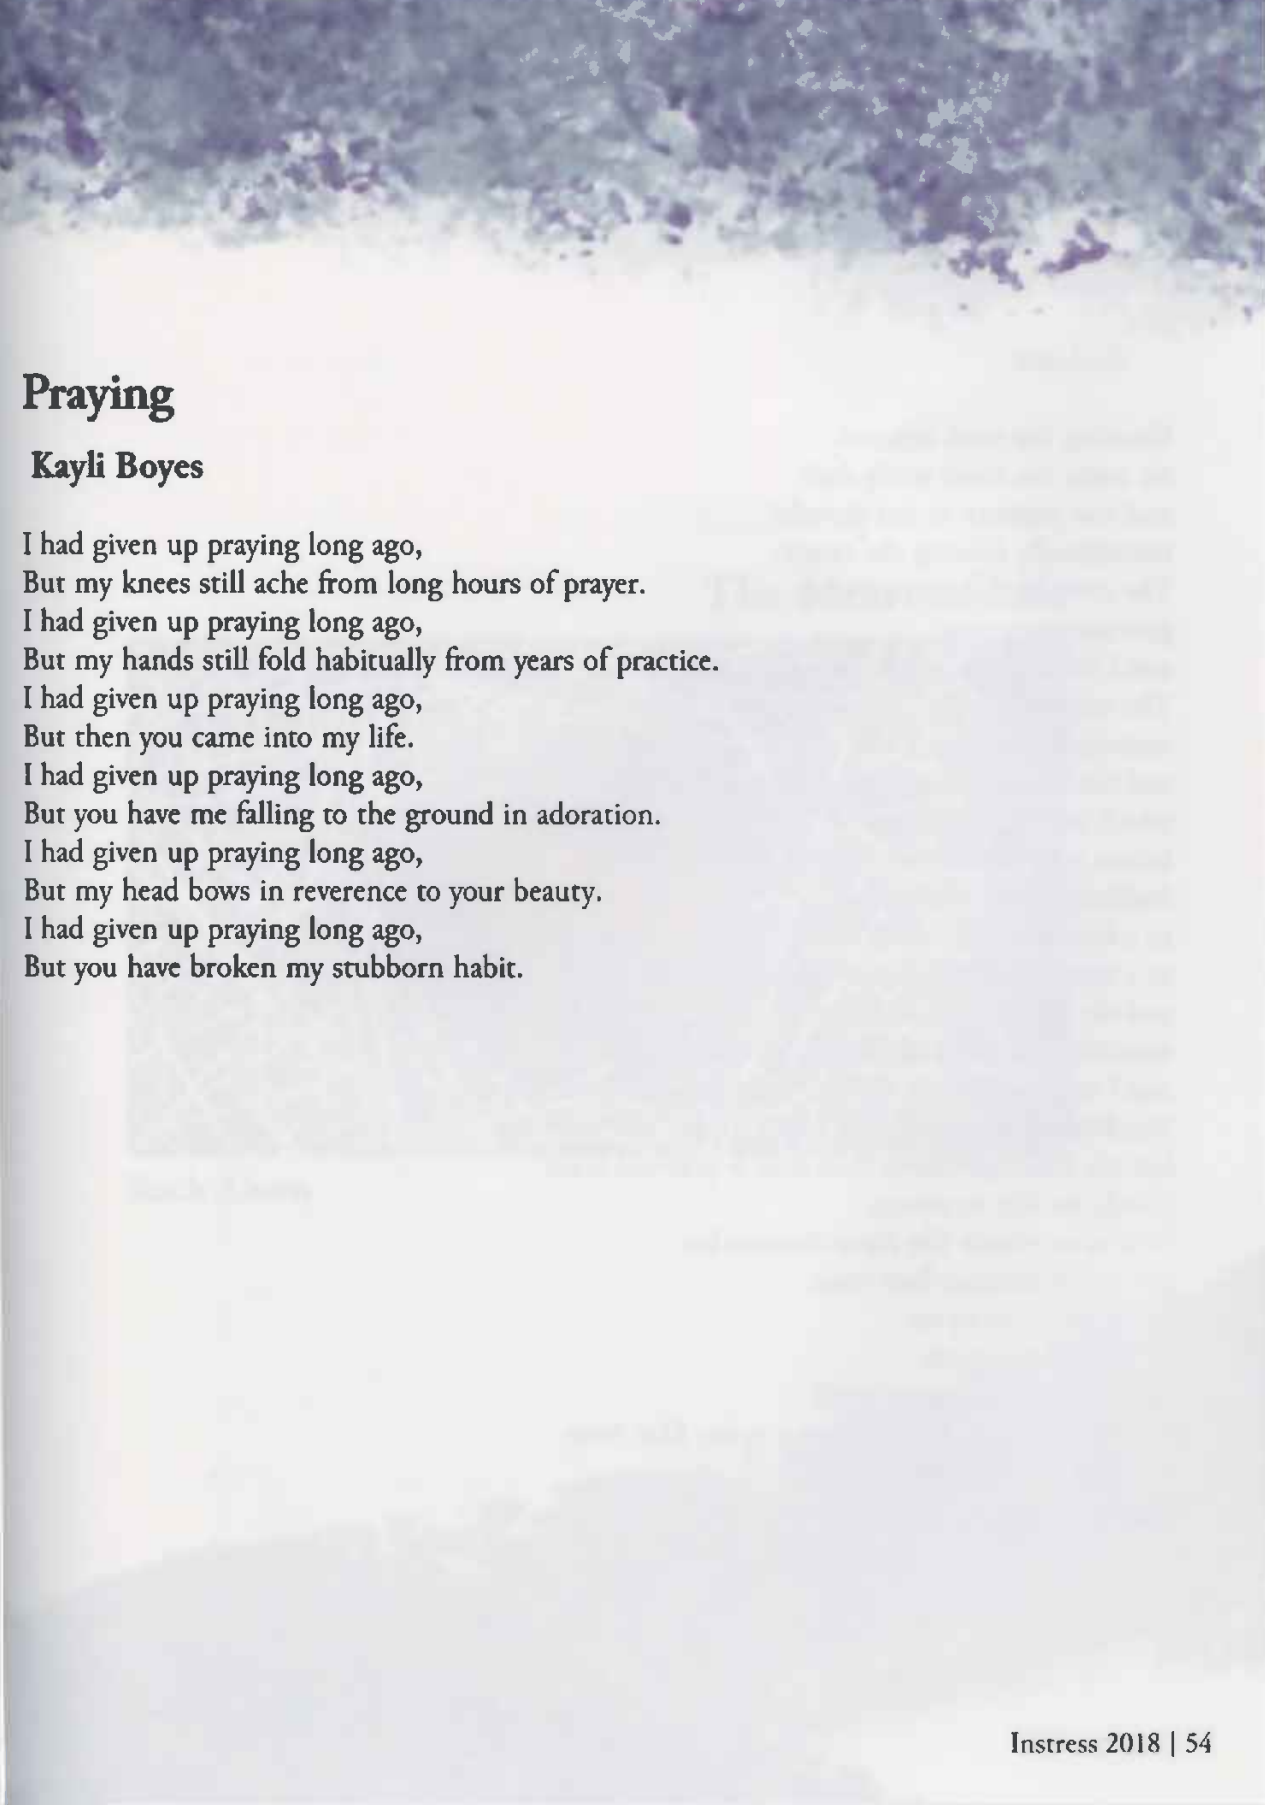 Praying
Kayli Boyes
I had given up praying long ago,
But my knees still ache from long hours of prayer.
I had given up praying long ago,
But my hands still fold habitually from years of practice.
I had given up praying long ago,
But then you came into my life.
I had given up praying long ago,
But you have me falling to the ground in adoration.
I had given up praying long ago,
But my head bows in reverence to your beauty.
I had given up praying long ago,
But you have broken my stubborn habit.
Instress 2018 | 54